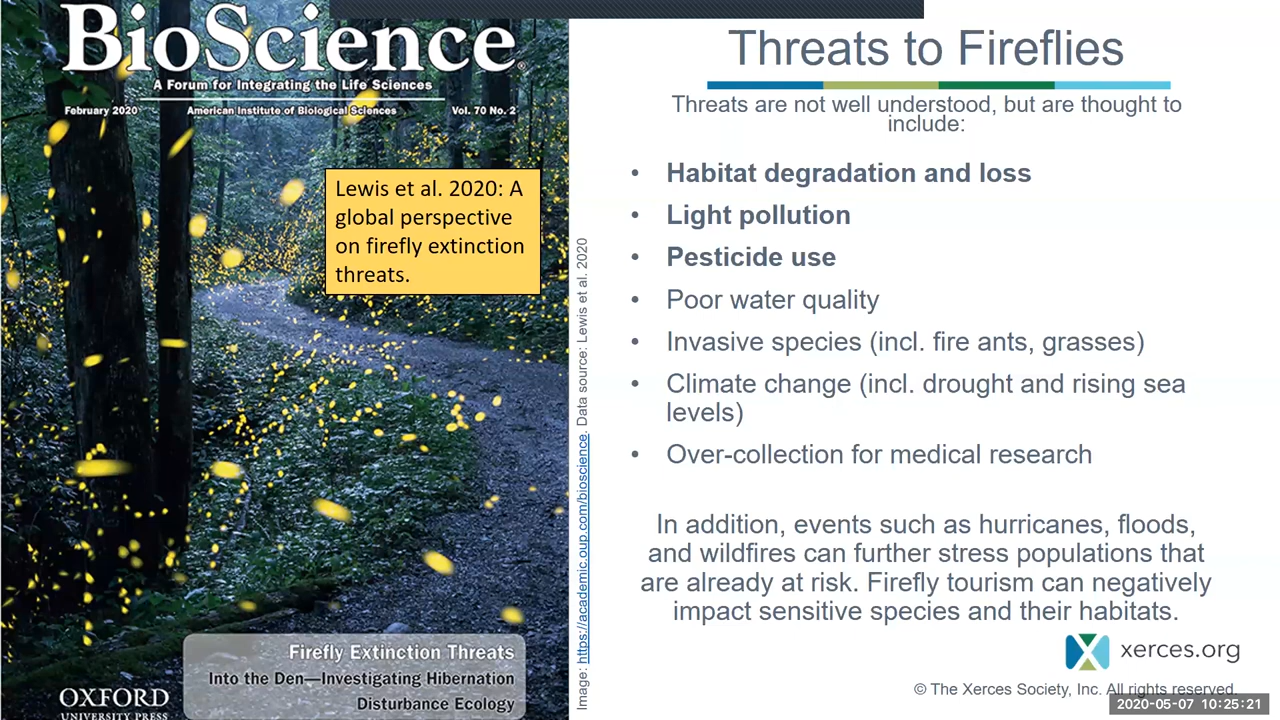 BioScience®
A Forum for Integrating the Life Sciences
February 2020 American Institute of Biological Sciences Vol. 70 No. 2
Lewis et al. 2020: A
global perspective
on firefly extinction
threats.
Firefly Extinction Threats
Into the Den—Investigating Hibernation
Disturbance Ecology
OXFORD
UNIVERSITY PRESS
Image: https://academic.oup.com/bioscience. Data source: Lewis et al. 2020
Threats to Fireflies
Threats are not well understood, but are thought to
include:
• Habitat degradation and loss
• Light pollution
• Pesticide use
• Poor water quality
• Invasive species (incl. fire ants, grasses)
• Climate change (incl. drought and rising sea
levels)
• Over-collection for medical research
In addition, events such as hurricanes, floods,
and wildfires can further stress populations that
are already at risk. Firefly tourism can negatively
impact sensitive species and their habitats.
xerces.org
© The Xerces Society, Inc. All rights reserved.
2020-05-07 10:25:21